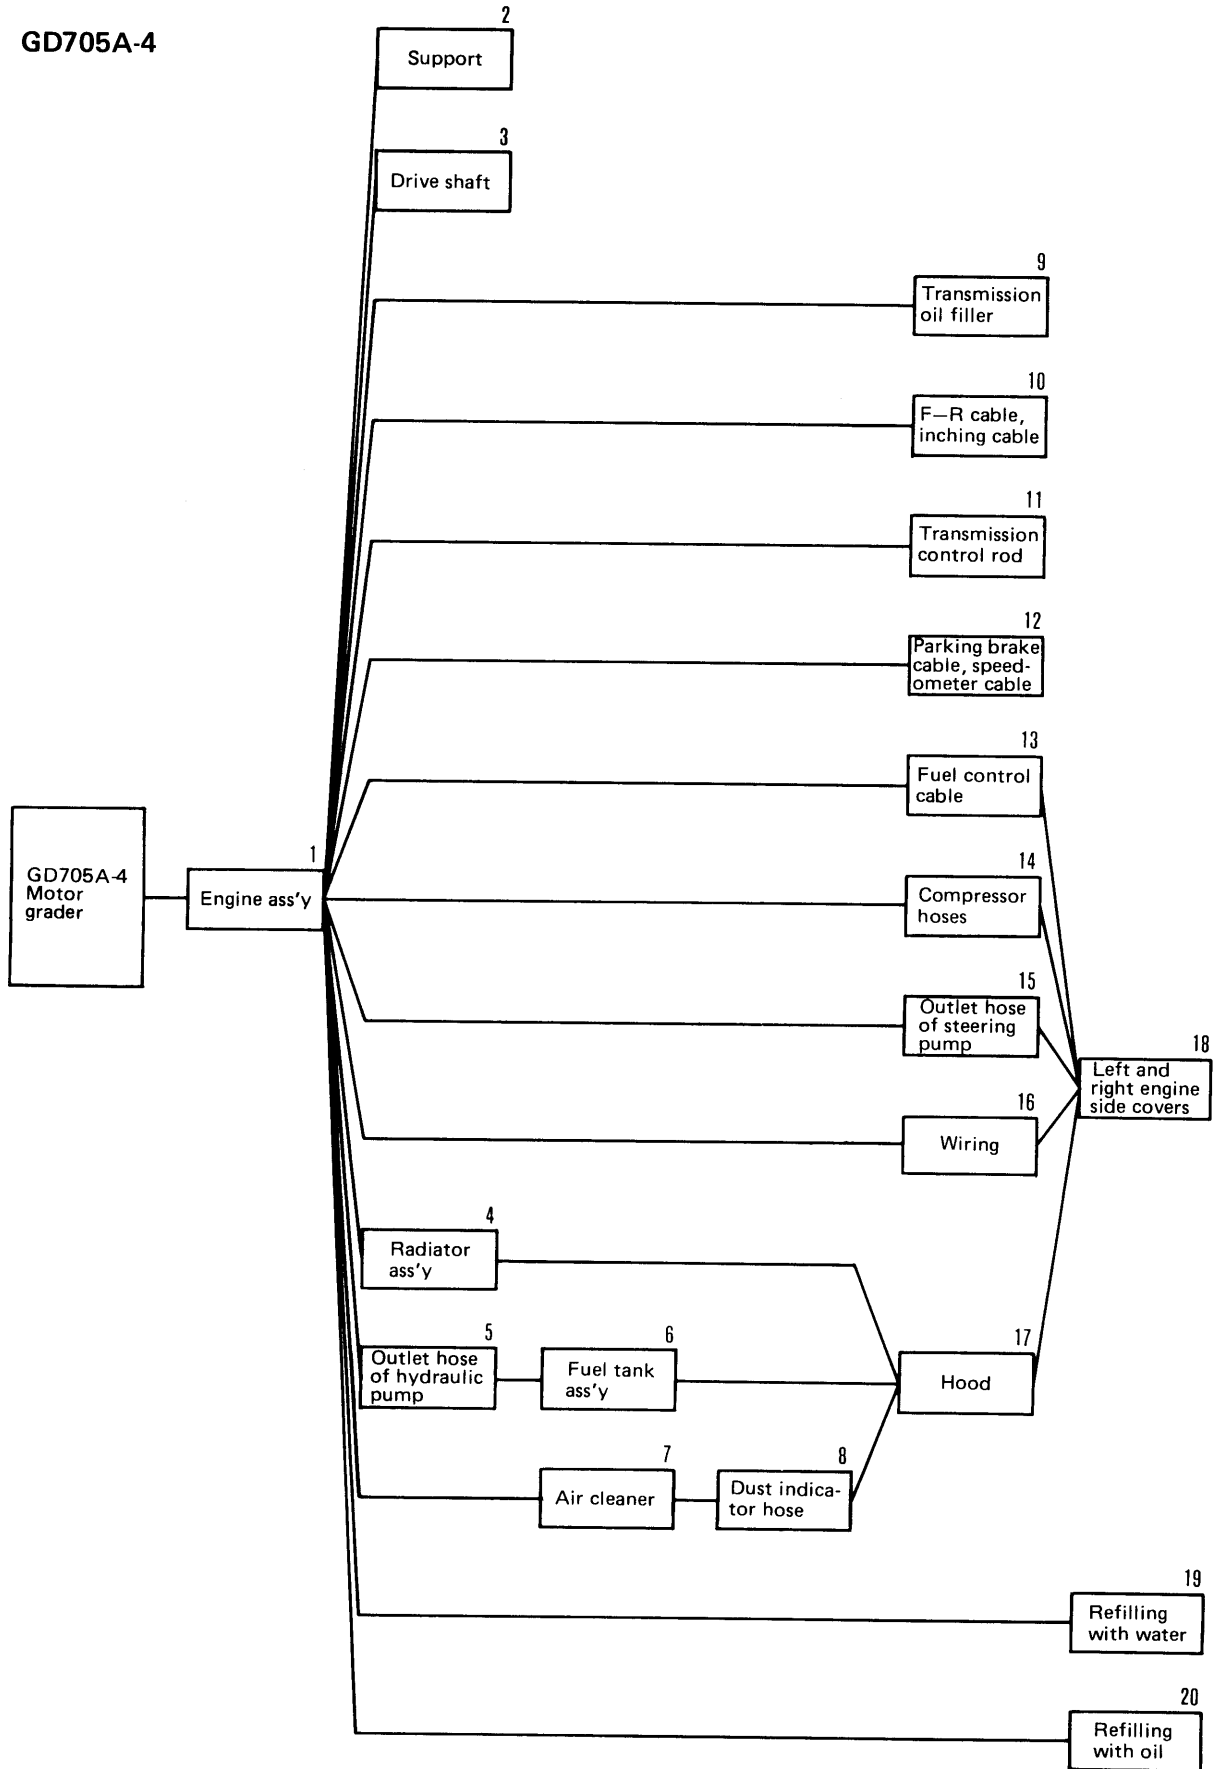 GD705A-4
2
Support
3
Drive shaft
9
Transmission
oil filler
10
F—R cable,
inching cable
11
Transmission
control rod
12
Parking brake
cable, speed-
ometer cable
13
Fuel control
cable
GD705A-4
Motor
grader
1
Engine ass'y
14
Compressor
hoses
15
Outlet hose
of steering
pump
18
Left and
right engine
side covers
16
Wiring
4
Radiator
ass'y
5
Outlet hose
of hydraulic
pump
6
Fuel tank
ass'y
17
Hood
7
Air cleaner
8
Dust indica-
tor hose
19
Refilling
with water
20
Refilling
with oil